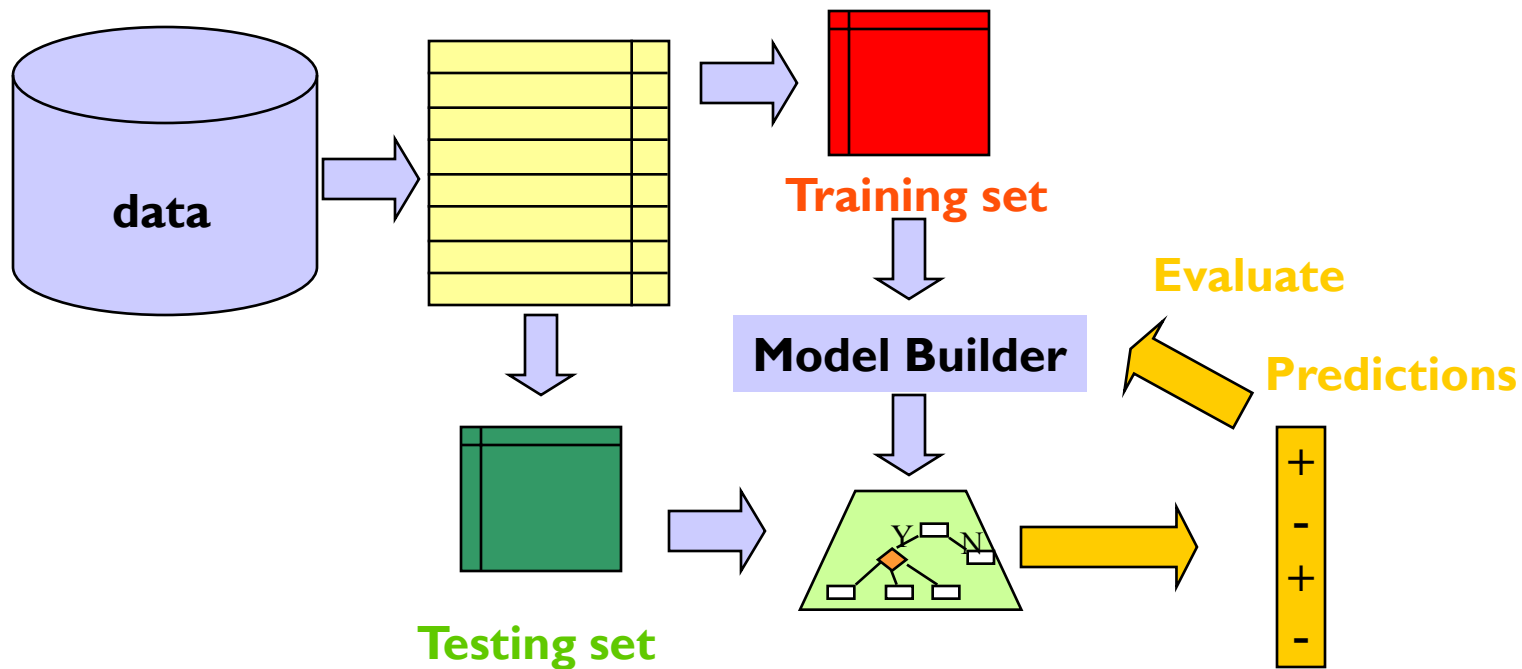 data
Training set
Evaluate
Model Builder
Predictions
Y
N
+
-
+
-
Testing set